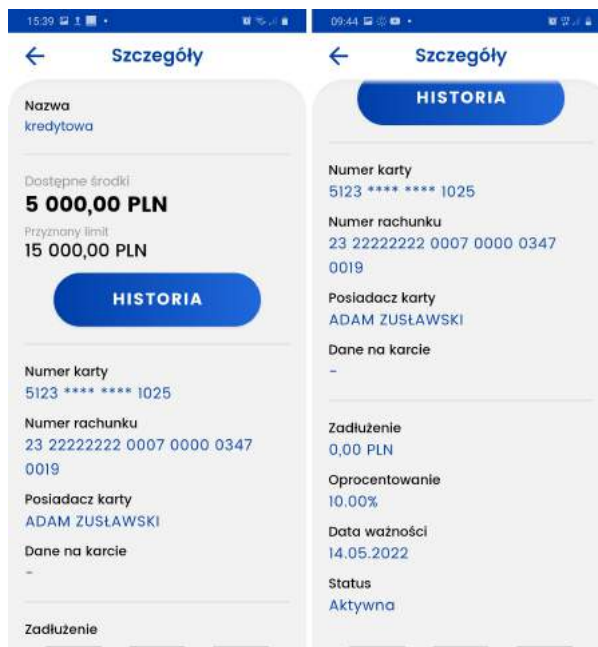 15:39
Szczegóły
Nazwa
kredytowa
Dostępne środki
5 000,00 PLN
Przyznany limit
15 000,00 PLN
HISTORIA
Numer karty
5123 **** **** 1025
Numer rachunku
23 22222222 0007 0000 0347
0019
Posiadacz karty
ADAM ZUSŁAWSKI
Dane na karcie
-
Zadłużenie
09:44
Szczegóły
HISTORIA
Numer karty
5123 **** **** 1025
Numer rachunku
23 22222222 0007 0000 0347
0019
Posiadacz karty
ADAM ZUSŁAWSKI
Dane na karcie
-
Zadłużenie
0,00 PLN
Oprocentowanie
10.00%
Data ważności
14.05.2022
Status
Aktywna